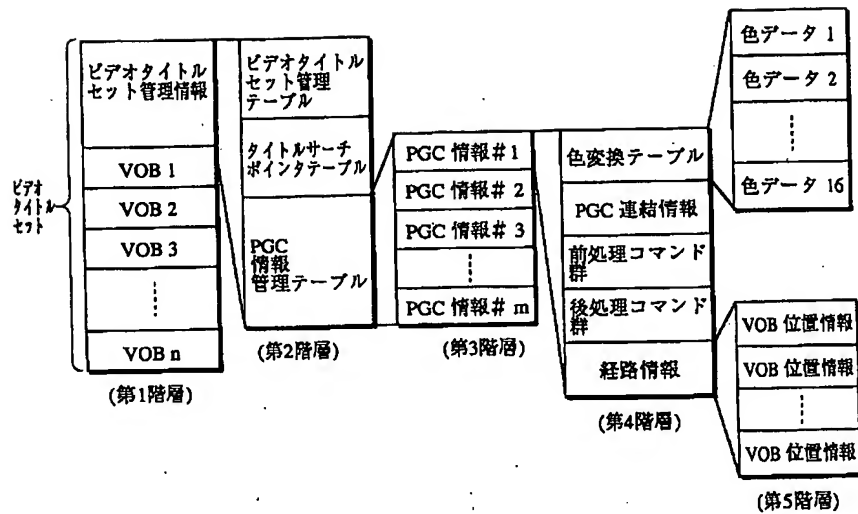 ビデオ
タイトル
セット
ビデオタイトル
セット管理情報
VOB 1
VOB 2
VOB 3
VOB n
(第1階層)
ビデオタイトル
セット管理
テーブル
タイトルサーチ
ポインタテーブル
PGC
情報
管理テーブル
(第2階層)
PGC 情報# 1
PGC 情報# 2
PGC 情報# 3
PGC 情報# m
(第3階層)
色変換テーブル
PGC 連結情報
前処理コマンド
群
後処理コマンド
群
経路情報
(第4階層)
色データ 1
色データ 2
色データ 16
VOB 位置情報
VOB 位置情報
VOB 位置情報
(第5階層)